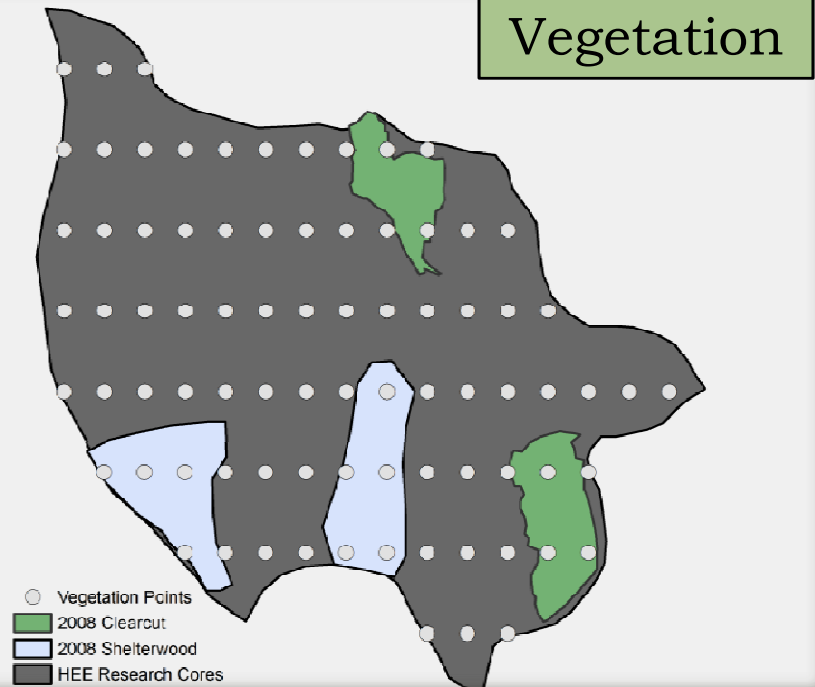 Vegetation
Vegetation Points
2008 Clearcut
2008 Shelterwood
HEE Research Cores